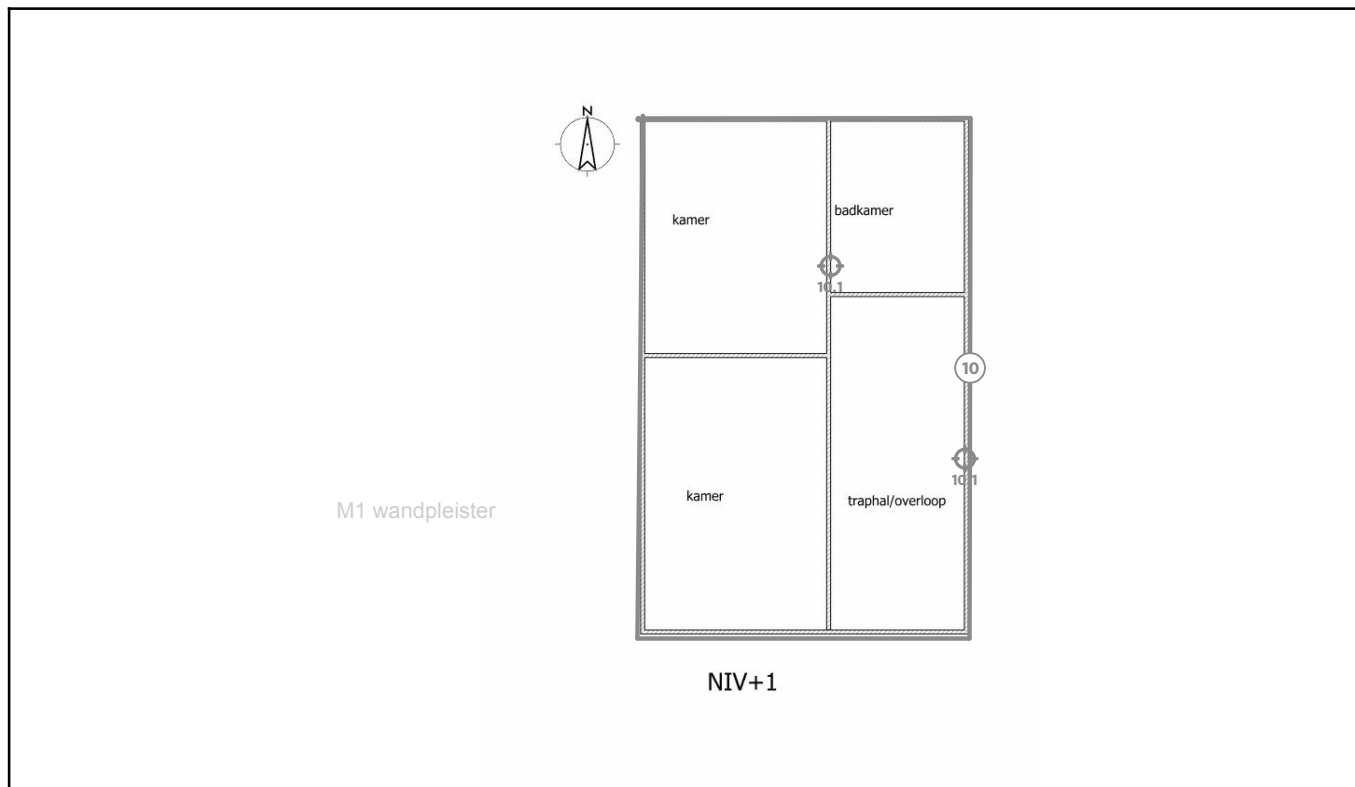 N
kamer
badkamer
10.1
10
10.1
kamer
traphal/overloop
M1 wandpleister
NIV+1